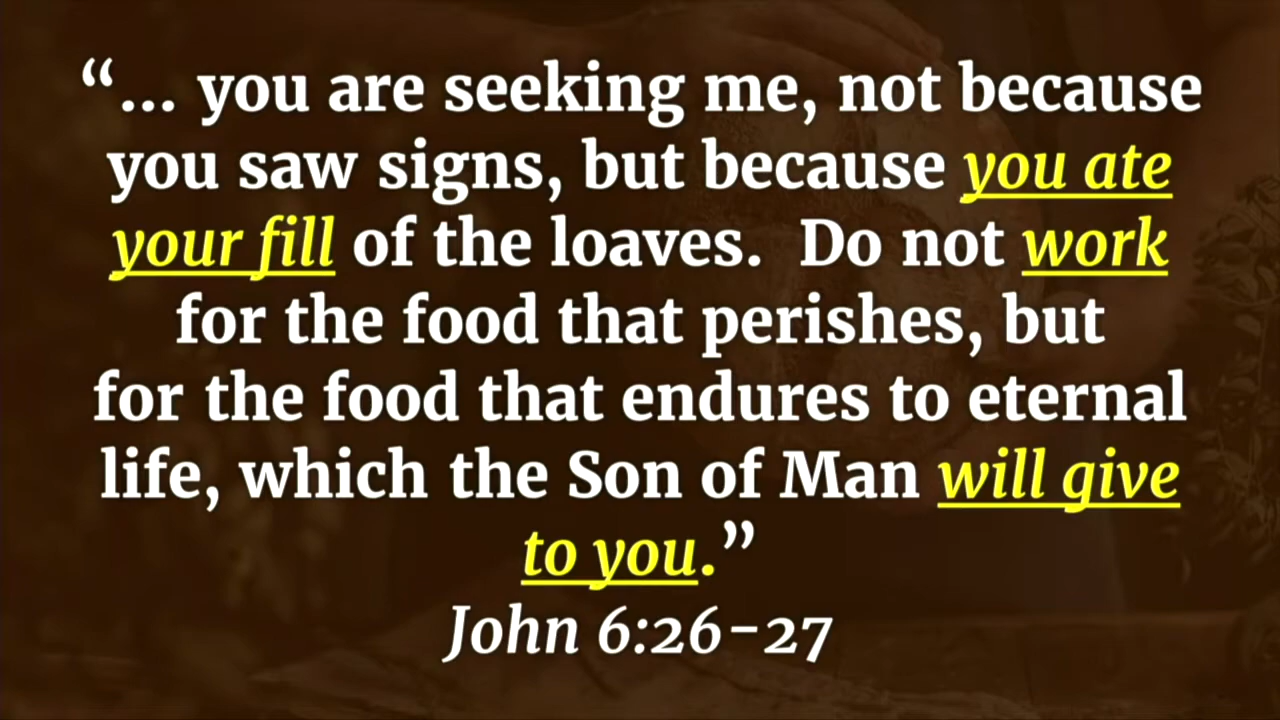 “... you are seeking me, not because
you saw signs, but because you ate
your fill of the loaves.  Do not work
for the food that perishes, but
for the food that endures to eternal
life, which the Son of Man will give
to you.”
John 6:26-27